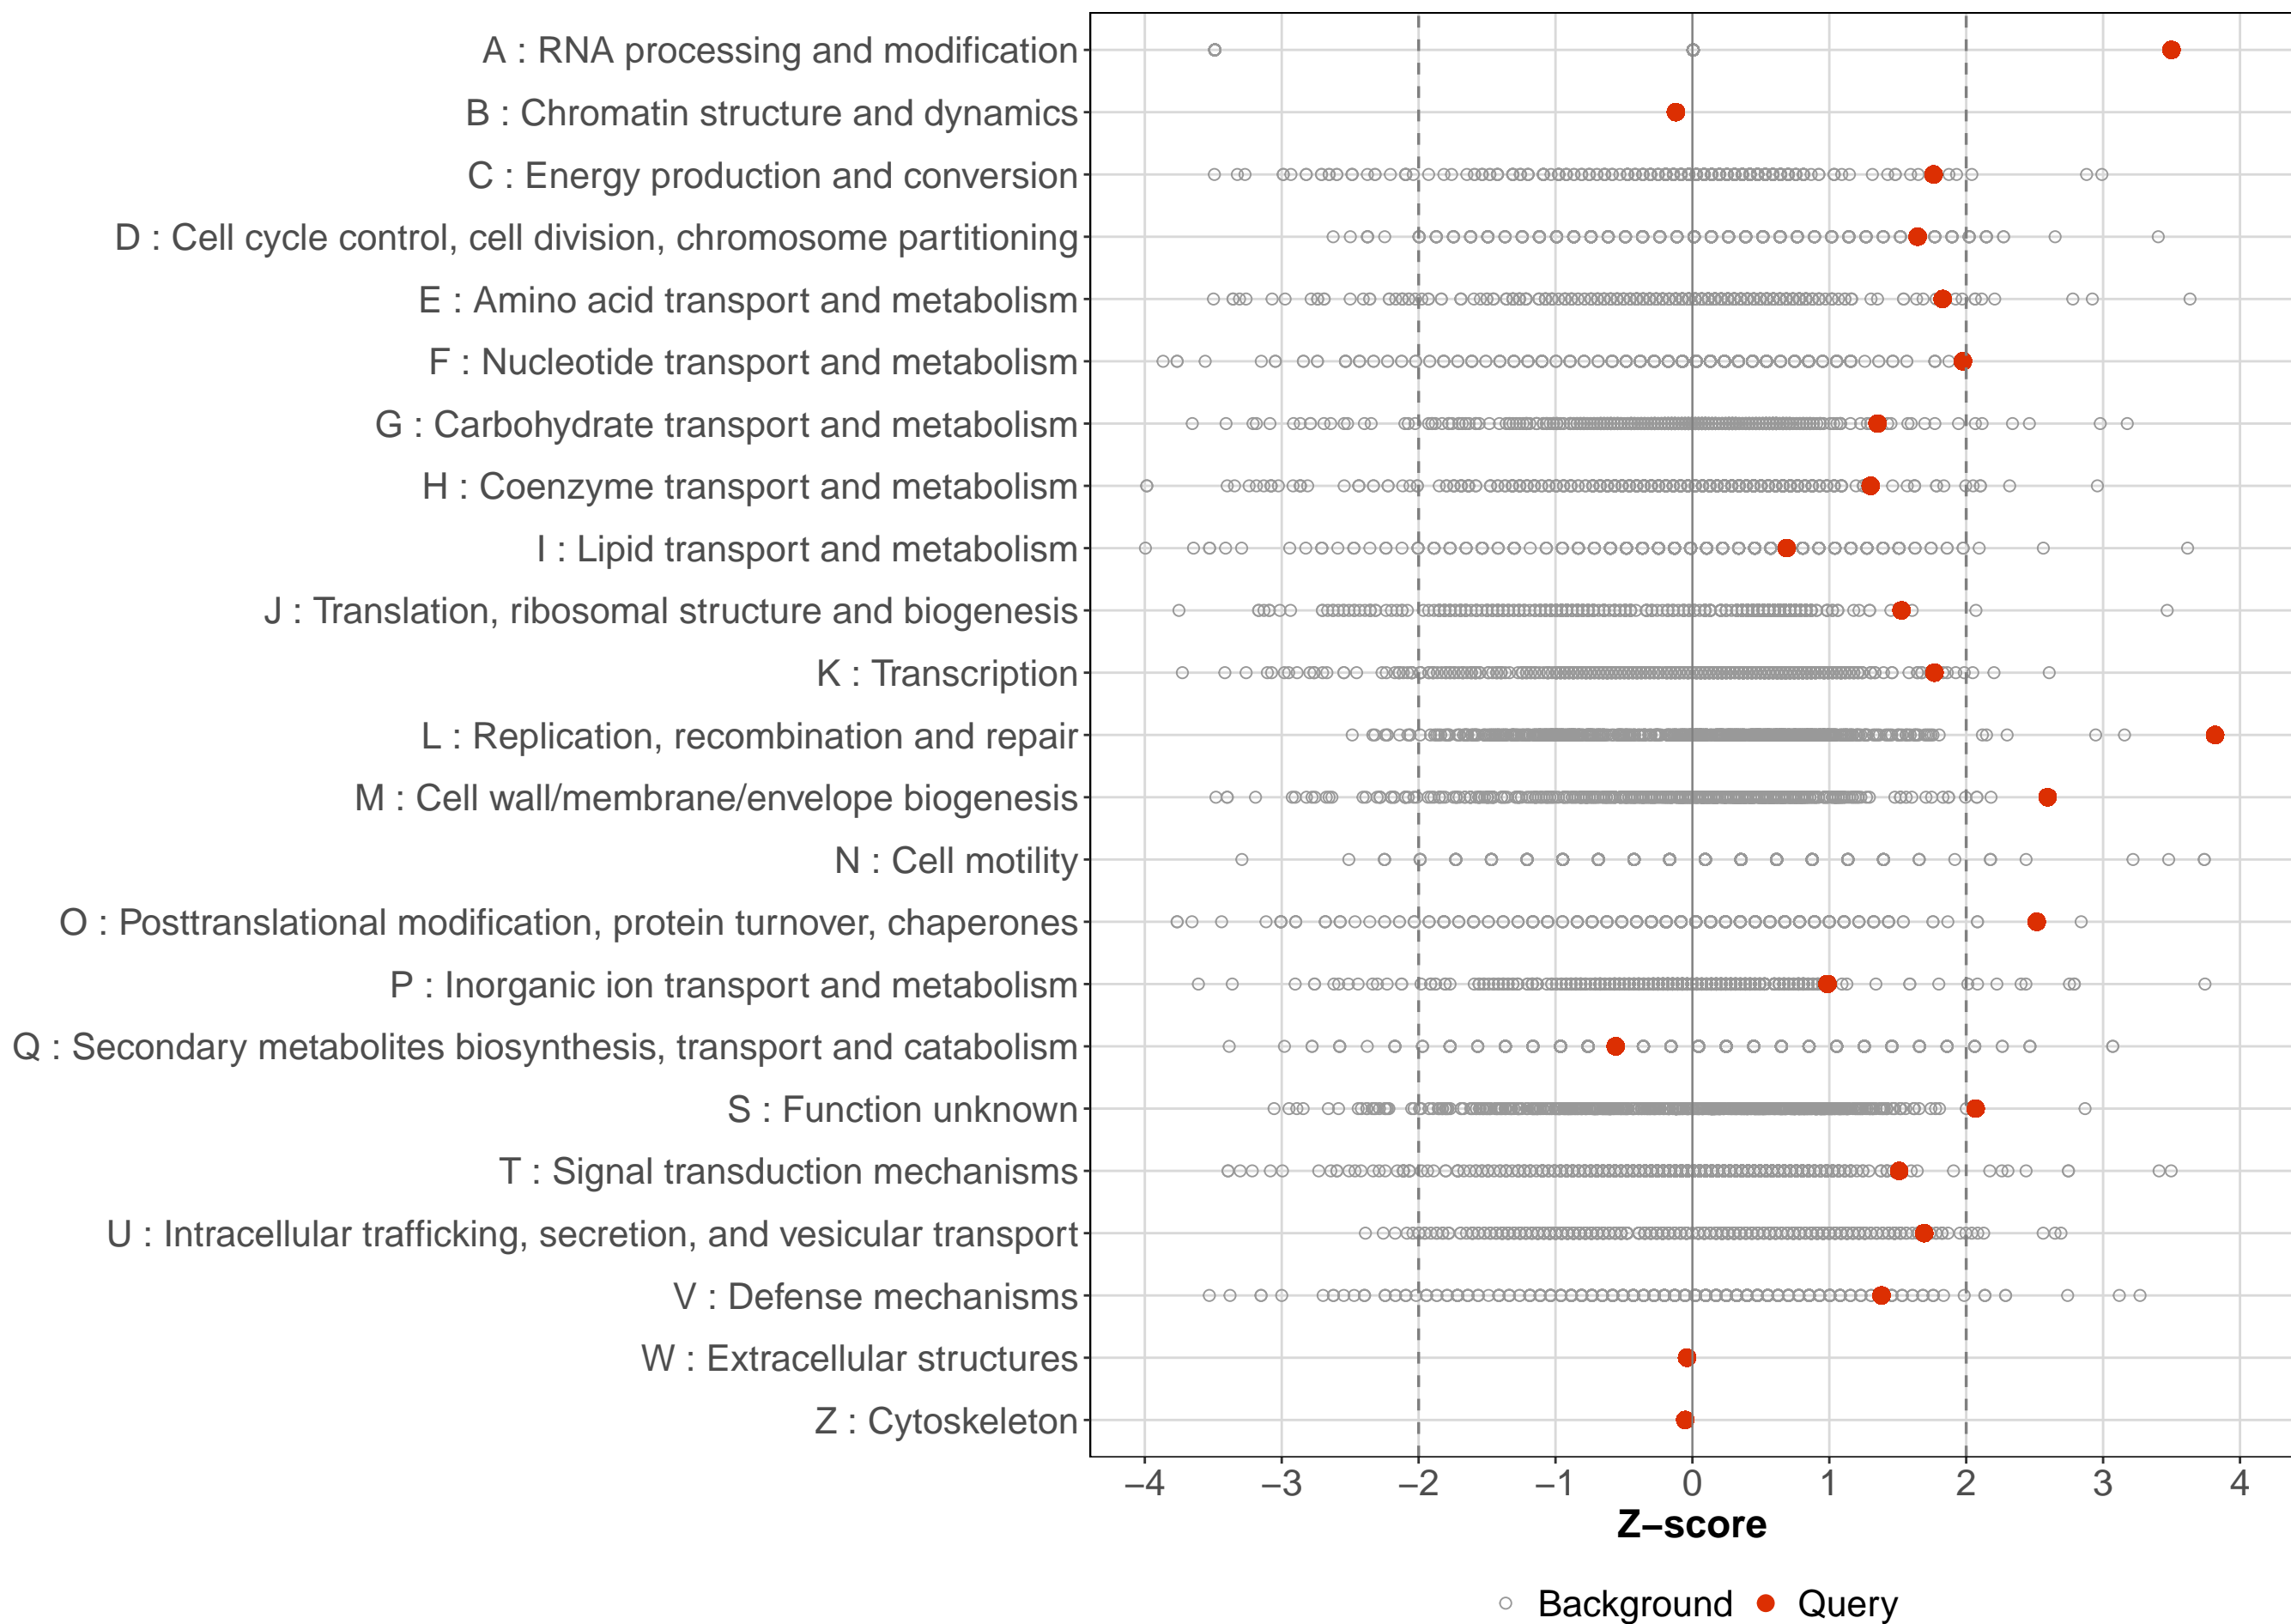 A : RNA processing and modification
B : Chromatin structure and dynamics
C : Energy production and conversion
D : Cell cycle control, cell division, chromosome partitioning
E : Amino acid transport and metabolism
F : Nucleotide transport and metabolism
G : Carbohydrate transport and metabolism
H : Coenzyme transport and metabolism
I : Lipid transport and metabolism
J : Translation, ribosomal structure and biogenesis
K : Transcription
L : Replication, recombination and repair
M : Cell wall/membrane/envelope biogenesis
N : Cell motility
O : Posttranslational modification, protein turnover, chaperones
P : Inorganic ion transport and metabolism
Q : Secondary metabolites biosynthesis, transport and catabolism
S : Function unknown
T : Signal transduction mechanisms
U : Intracellular trafficking, secretion, and vesicular transport
V : Defense mechanisms
W : Extracellular structures
Z : Cytoskeleton
−4 −3 −2 −1 0 1 2 3 4
Z−score
Background Query